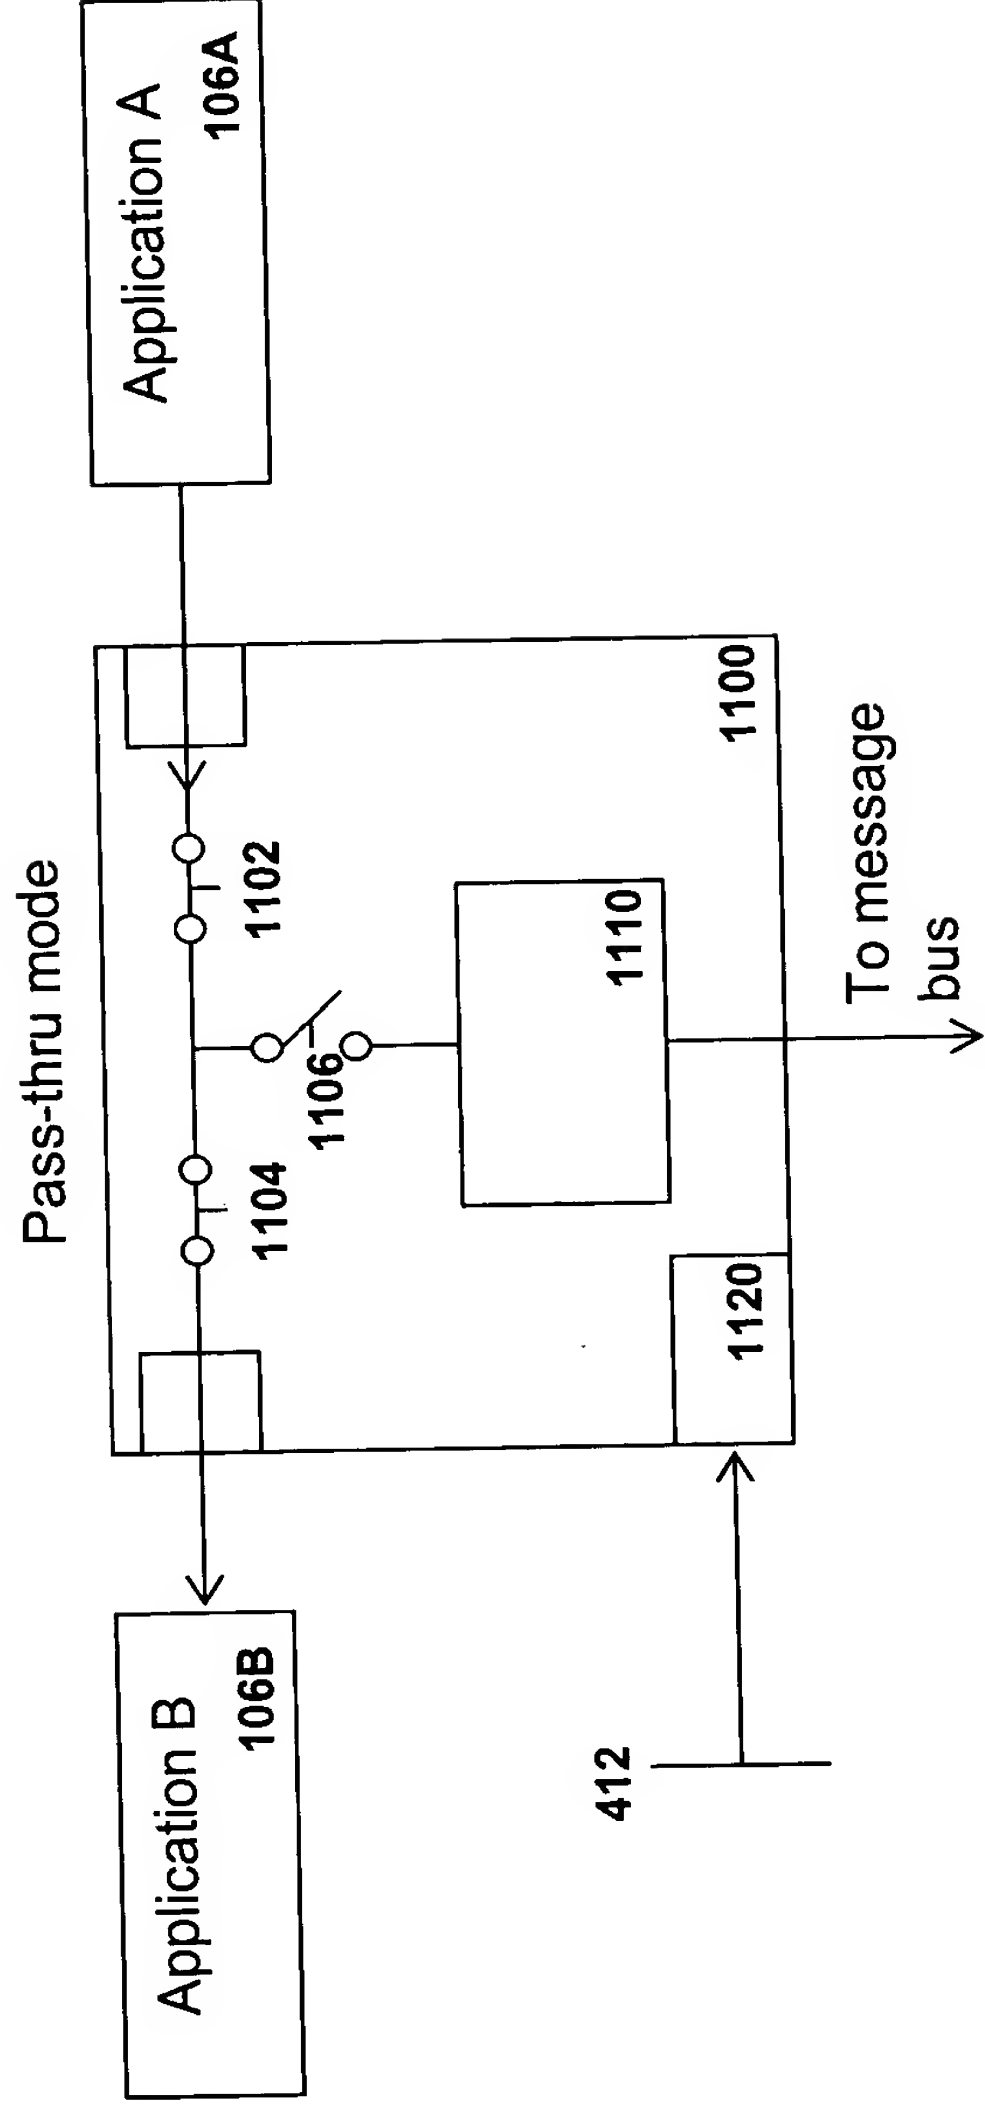 Pass-thru mode
Application B
106B
Application A
106A
1104
1102
1106
1110
412
1120
1100
To message
bus